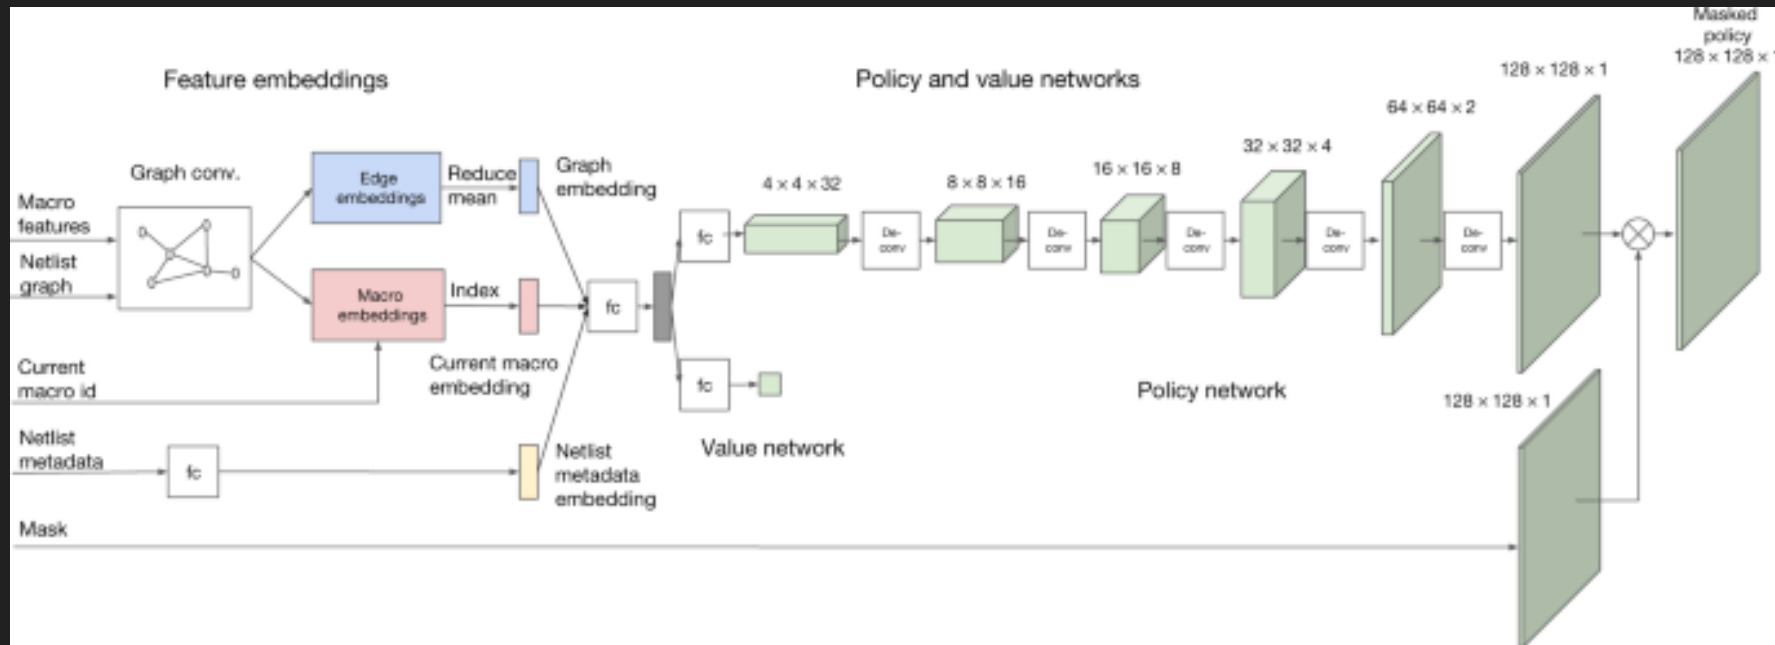 Feature embeddings
Policy and value networks
Masked
policy
128 × 128 ×
Macro
features
Netlist
graph
Current
macro id
Netlist
metadata
Mask
Graph conv.
Edge
embeddings
Macro
embeddings
Reduce
mean
Index
Graph
embedding
Current macro
embedding
fc
Netlist
metadata
embedding
fc
fc
fc
Value network
4 × 4 × 32
De-
conv
8 × 8 × 16
De-
conv
16 × 16 × 8
De-
conv
32 × 32 × 4
De-
conv
64 × 64 × 2
De-
conv
128 × 128 × 1
Policy network
128 × 128 × 1